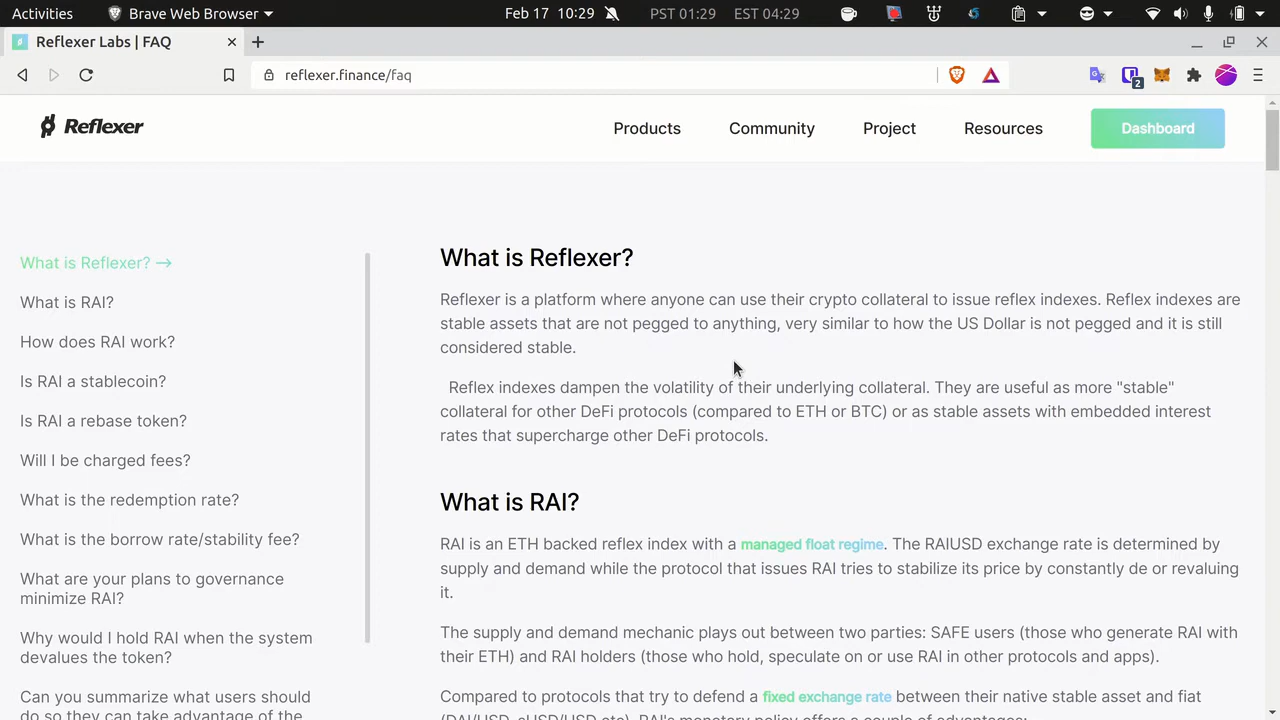 Activities
Brave Web Browser
Feb 17 10:29
PST 01:29
EST 04:29
Reflexer Labs | FAQ
reflexer.finance/faq
2
Reflexer
Products
Community
Project
Resources
Dashboard
What is Reflexer? →
What is RAI?
How does RAI work?
Is RAI a stablecoin?
Is RAI a rebase token?
Will I be charged fees?
What is the redemption rate?
What is the borrow rate/stability fee?
What are your plans to governance
minimize RAI?
Why would I hold RAI when the system
devalues the token?
Can you summarize what users should
do so they can take advantage of the
What is Reflexer?
Reflexer is a platform where anyone can use their crypto collateral to issue reflex indexes. Reflex indexes are
stable assets that are not pegged to anything, very similar to how the US Dollar is not pegged and it is still
considered stable.
Reflex indexes dampen the volatility of their underlying collateral. They are useful as more "stable"
collateral for other DeFi protocols (compared to ETH or BTC) or as stable assets with embedded interest
rates that supercharge other DeFi protocols.
What is RAI?
RAI is an ETH backed reflex index with a managed float regime. The RAIUSD exchange rate is determined by
supply and demand while the protocol that issues RAI tries to stabilize its price by constantly de or revaluing
it.
The supply and demand mechanic plays out between two parties: SAFE users (those who generate RAI with
their ETH) and RAI holders (those who hold, speculate on or use RAI in other protocols and apps).
Compared to protocols that try to defend a fixed exchange rate between their native stable asset and fiat
(DAI/USD, sUSD/USD etc), RAI's monetary policy offers a couple of advantages: